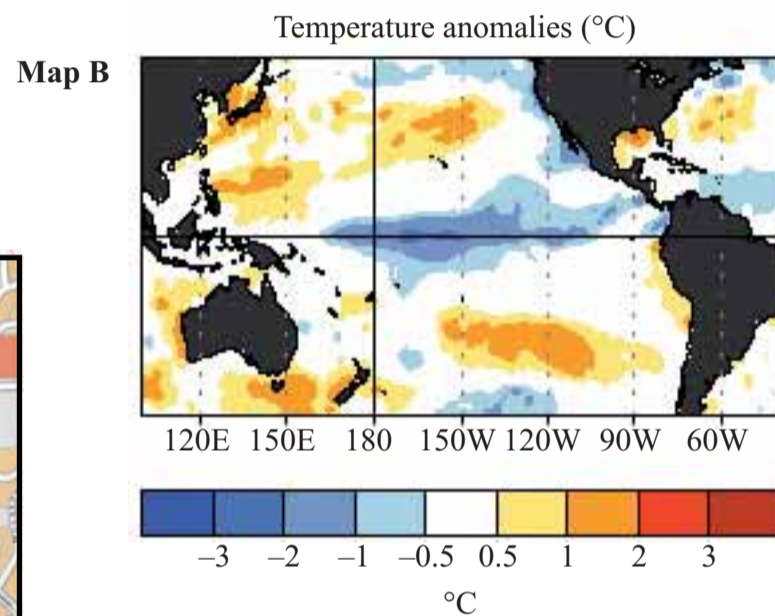 Temperature anomalies (°C)
Map B
120E 150E 180 150W 120W 90W 60W
–3 –2 –1 –0.5 0.5 1 2 3
°C